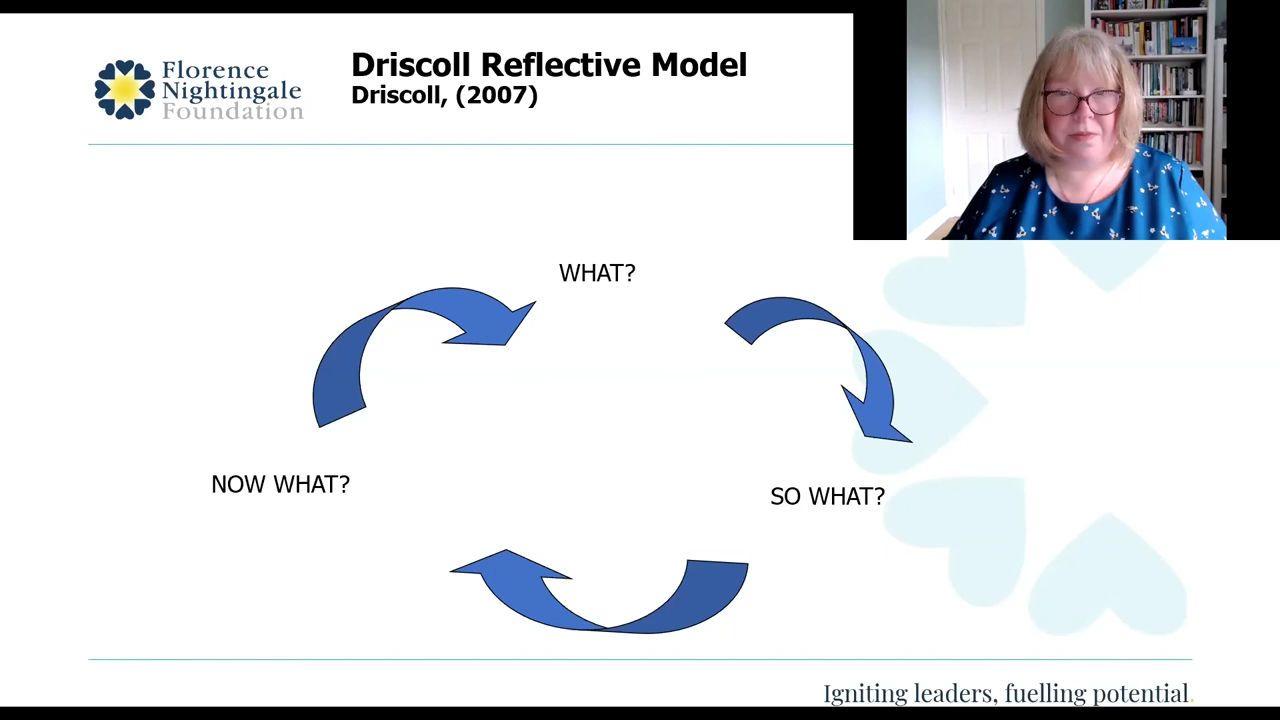 Florence
Nightingale
Foundation
Driscoll Reflective Model
Driscoll, (2007)
WHAT?
NOW WHAT?
SO WHAT?
Igniting leaders, fuelling potential.